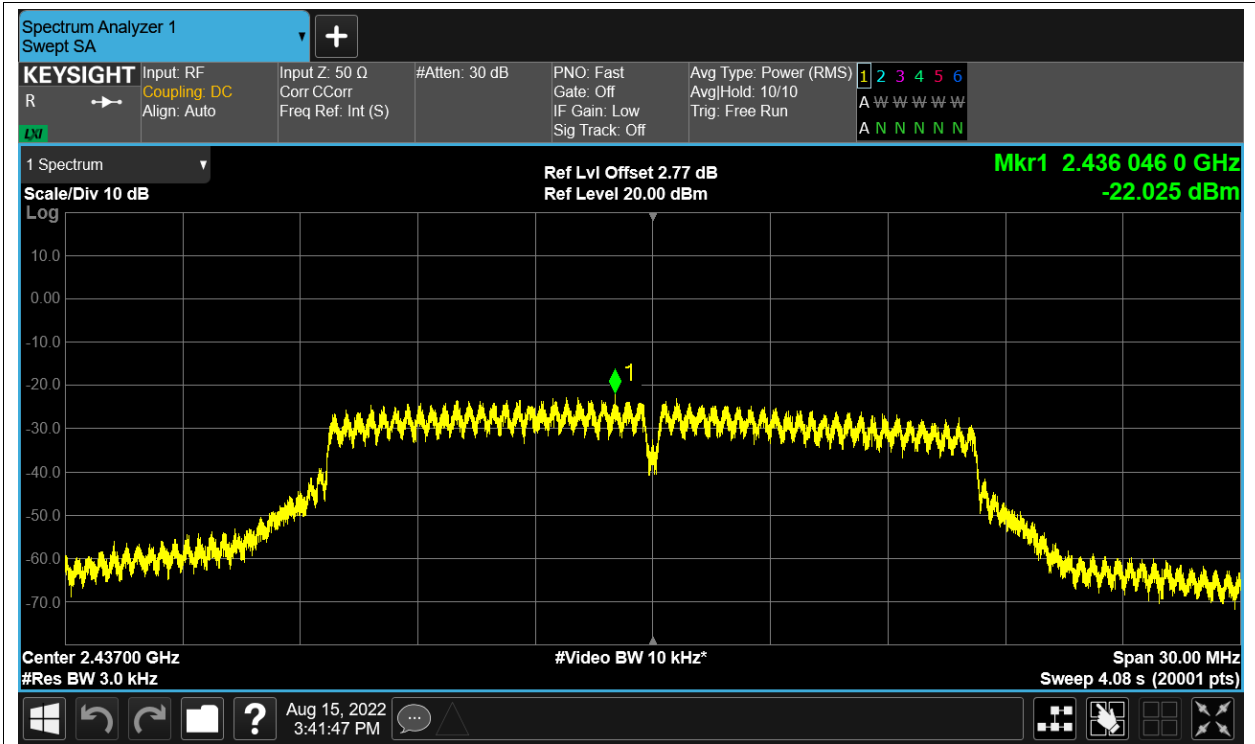 Spectrum Analyzer 1
Swept SA
KEYSIGHT
R
LXI
Input: RF
Coupling: DC
Align: Auto
Input Z: 50 Ω
Corr CCorr
Freq Ref: Int (S)
#Atten: 30 dB
PNO: Fast
Gate: Off
IF Gain: Low
Sig Track: Off
Avg Type: Power (RMS)
Avg|Hold: 10/10
Trig: Free Run
1 2 3 4 5 6
A W W W W W
A N N N N N
1 Spectrum
Scale/Div 10 dB
Ref Lvl Offset 2.77 dB
Ref Level 20.00 dBm
Mkr1 2.436 046 0 GHz
-22.025 dBm
Log
10.0
0.00
-10.0
-20.0
-30.0
-40.0
-50.0
-60.0
-70.0
1
Center 2.43700 GHz
#Res BW 3.0 kHz
#Video BW 10 kHz*
Span 30.00 MHz
Sweep 4.08 s (20001 pts)
?
Aug 15, 2022
3:41:47 PM